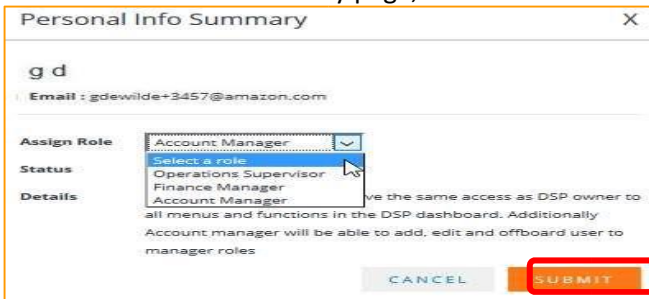 Personal Info Summary X
g d
Email : gdewilde+3457@amazon.com
Assign Role Account Manager
Select a role
Status Operations Supervisor
Finance Manager
Details Account Manager ve the same access as DSP owner to
all menus and functions in the DSP dashboard. Additionally
Account manager will be able to add, edit and offboard user to
manager roles
CANCEL SUBMIT